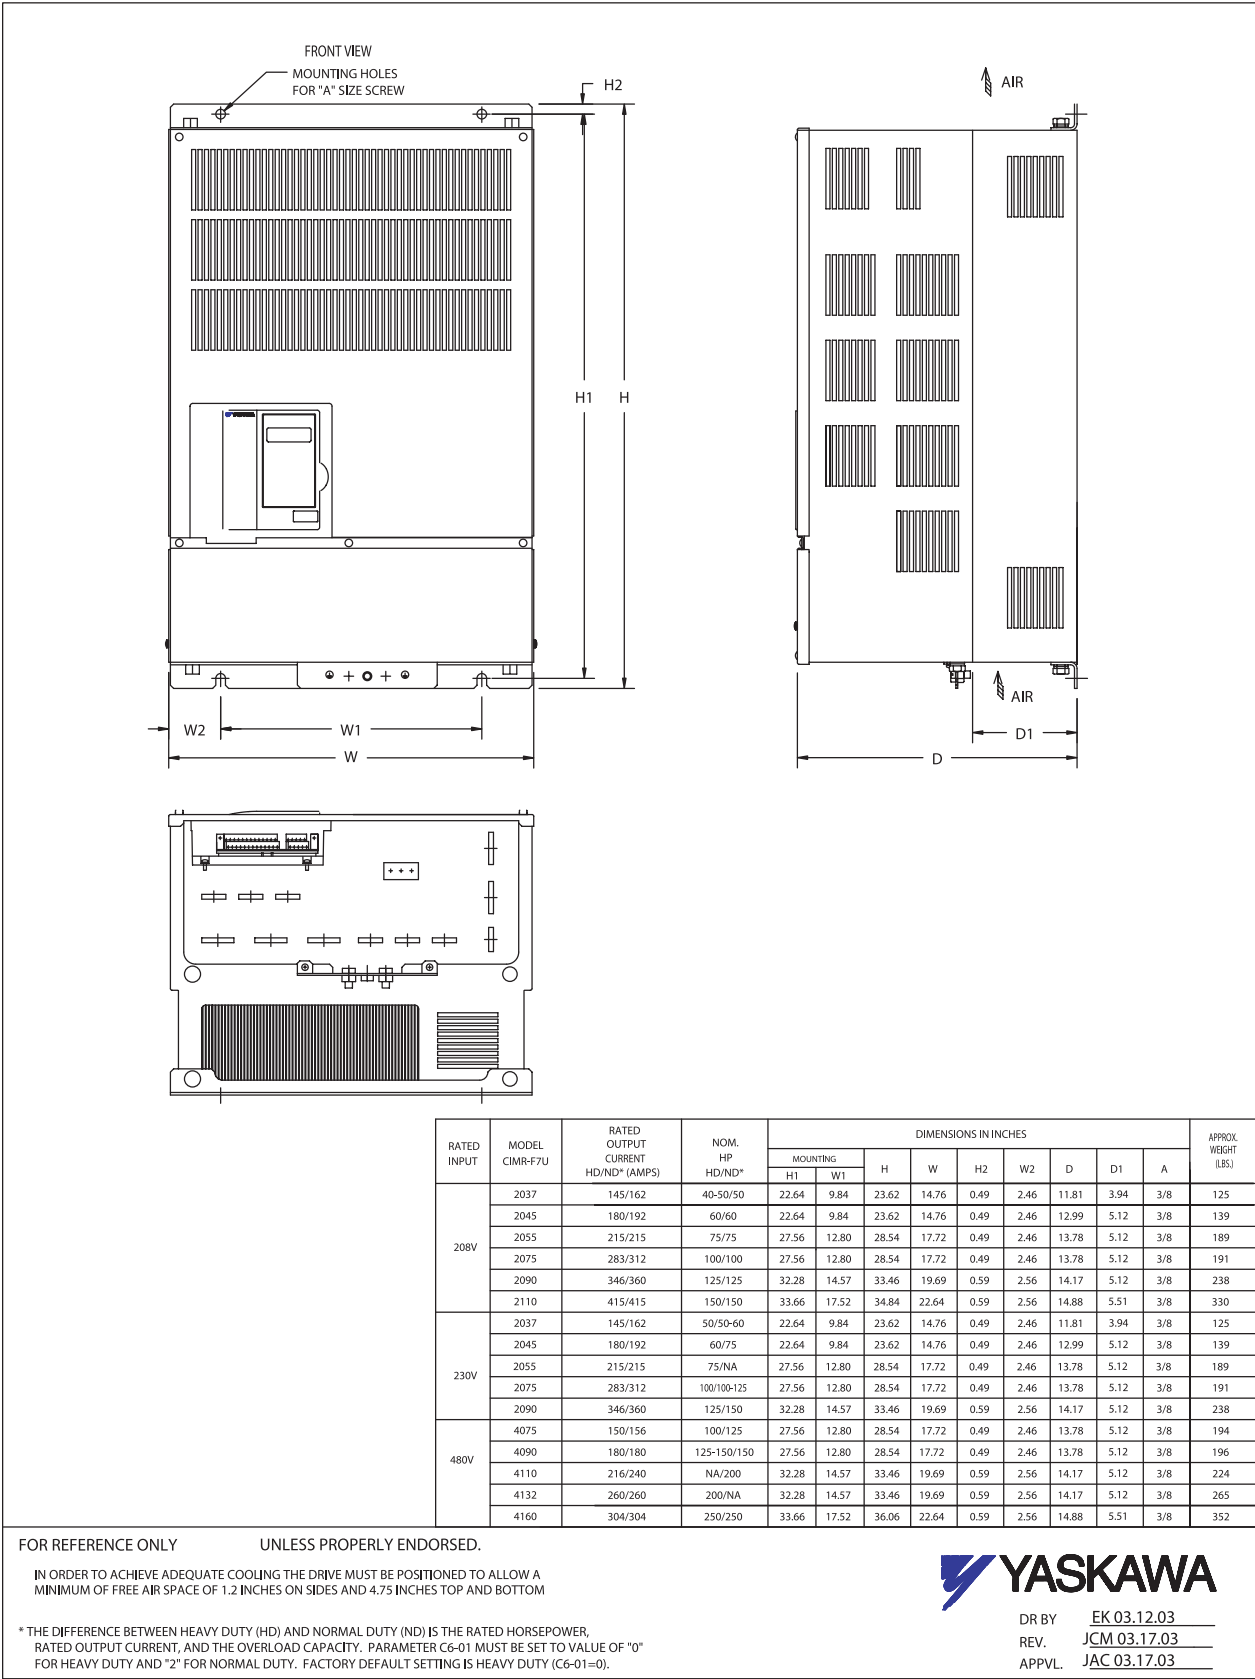 FRONT VIEW
MOUNTING HOLES
FOR "A" SIZE SCREW
H2
AIR
H1
H
AIR
W2
W1
W
D1
D
RATED INPUT
MODEL CIMR-F7U
RATED OUTPUT CURRENT HD/ND* (AMPS)
NOM. HP HD/ND*
DIMENSIONS IN INCHES
APPROX. WEIGHT (LBS.)
MOUNTING
H1 W1 H W H2 W2 D D1 A
208V
2037 145/162 40-50/50 22.64 9.84 23.62 14.76 0.49 2.46 11.81 3.94 3/8 125
2045 180/192 60/60 22.64 9.84 23.62 14.76 0.49 2.46 12.99 5.12 3/8 139
2055 215/215 75/75 27.56 12.80 28.54 17.72 0.49 2.46 13.78 5.12 3/8 189
2075 283/312 100/100 27.56 12.80 28.54 17.72 0.49 2.46 13.78 5.12 3/8 191
2090 346/360 125/125 32.28 14.57 33.46 19.69 0.59 2.56 14.17 5.12 3/8 238
2110 415/415 150/150 33.66 17.52 34.84 22.64 0.59 2.56 14.88 5.51 3/8 330
230V
2037 145/162 50/50-60 22.64 9.84 23.62 14.76 0.49 2.46 11.81 3.94 3/8 125
2045 180/192 60/75 22.64 9.84 23.62 14.76 0.49 2.46 12.99 5.12 3/8 139
2055 215/215 75/NA 27.56 12.80 28.54 17.72 0.49 2.46 13.78 5.12 3/8 189
2075 283/312 100/100-125 27.56 12.80 28.54 17.72 0.49 2.46 13.78 5.12 3/8 191
2090 346/360 125/150 32.28 14.57 33.46 19.69 0.59 2.56 14.17 5.12 3/8 238
480V
4075 150/156 100/125 27.56 12.80 28.54 17.72 0.49 2.46 13.78 5.12 3/8 194
4090 180/180 125-150/150 27.56 12.80 28.54 17.72 0.49 2.46 13.78 5.12 3/8 196
4110 216/240 NA/200 32.28 14.57 33.46 19.69 0.59 2.56 14.17 5.12 3/8 224
4132 260/260 200/NA 32.28 14.57 33.46 19.69 0.59 2.56 14.17 5.12 3/8 265
4160 304/304 250/250 33.66 17.52 36.06 22.64 0.59 2.56 14.88 5.51 3/8 352
FOR REFERENCE ONLY UNLESS PROPERLY ENDORSED.
IN ORDER TO ACHIEVE ADEQUATE COOLING THE DRIVE MUST BE POSITIONED TO ALLOW A
MINIMUM OF FREE AIR SPACE OF 1.2 INCHES ON SIDES AND 4.75 INCHES TOP AND BOTTOM
* THE DIFFERENCE BETWEEN HEAVY DUTY (HD) AND NORMAL DUTY (ND) IS THE RATED HORSEPOWER,
RATED OUTPUT CURRENT, AND THE OVERLOAD CAPACITY. PARAMETER C6-01 MUST BE SET TO VALUE OF "0"
FOR HEAVY DUTY AND "2" FOR NORMAL DUTY. FACTORY DEFAULT SETTING IS HEAVY DUTY (C6-01=0).
YASKAWA
DR BY EK 03.12.03
REV. JCM 03.17.03
APPVL. JAC 03.17.03